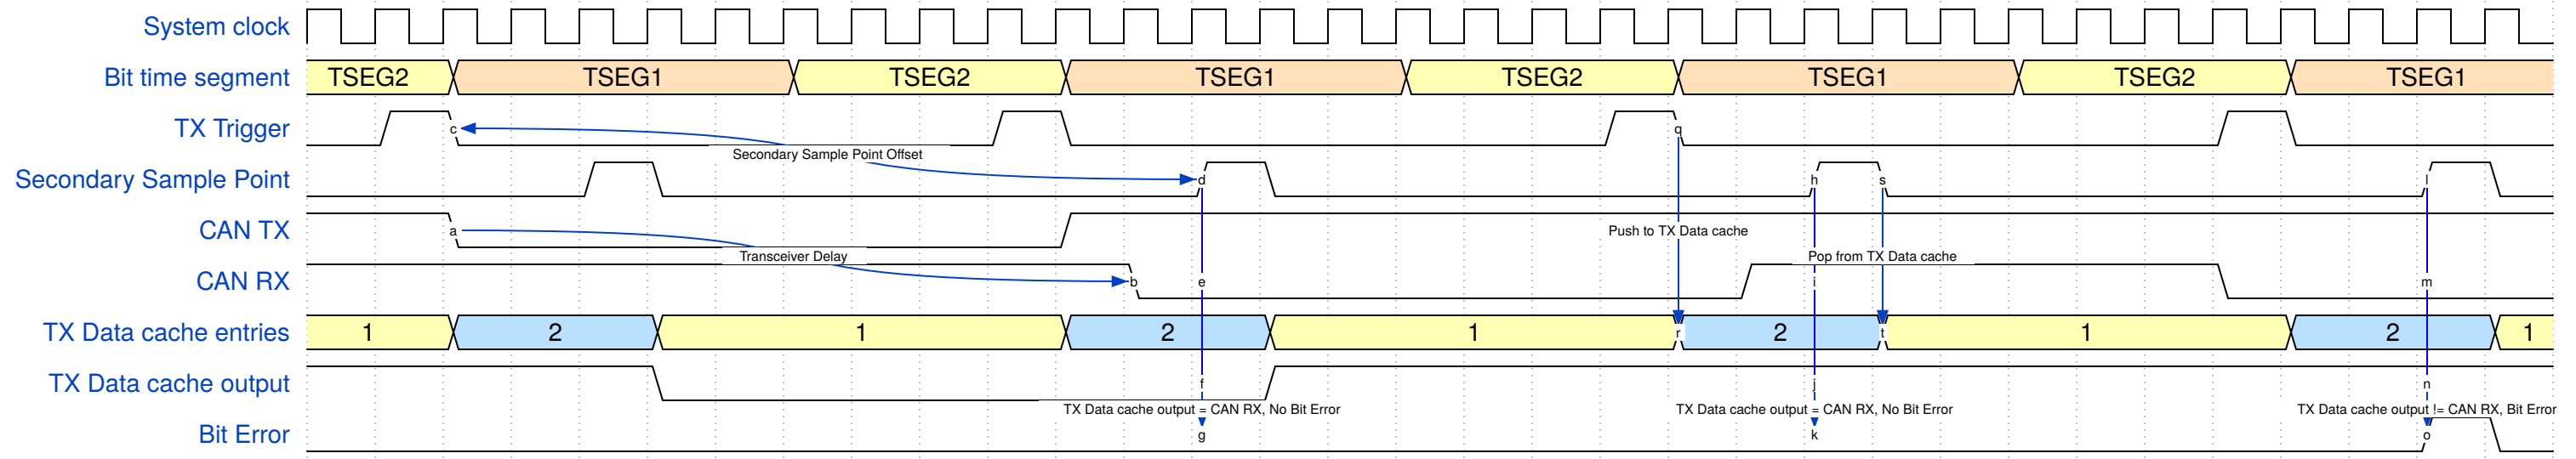 System clock
Bit time segment TSEG2 TSEG1 TSEG2 TSEG1 TSEG2 TSEG1 TSEG2 TSEG1
TX Trigger c q
Secondary Sample Point Offset
Secondary Sample Point d h s l
CAN TX a Push to TX Data cache
Transceiver Delay Pop from TX Data cache
CAN RX b e i m
TX Data cache entries 1 2 1 2 1 r 2 t 1 2 1
TX Data cache output f j n
TX Data cache output = CAN RX, No Bit Error TX Data cache output = CAN RX, No Bit Error TX Data cache output != CAN RX, Bit Error
Bit Error g k o